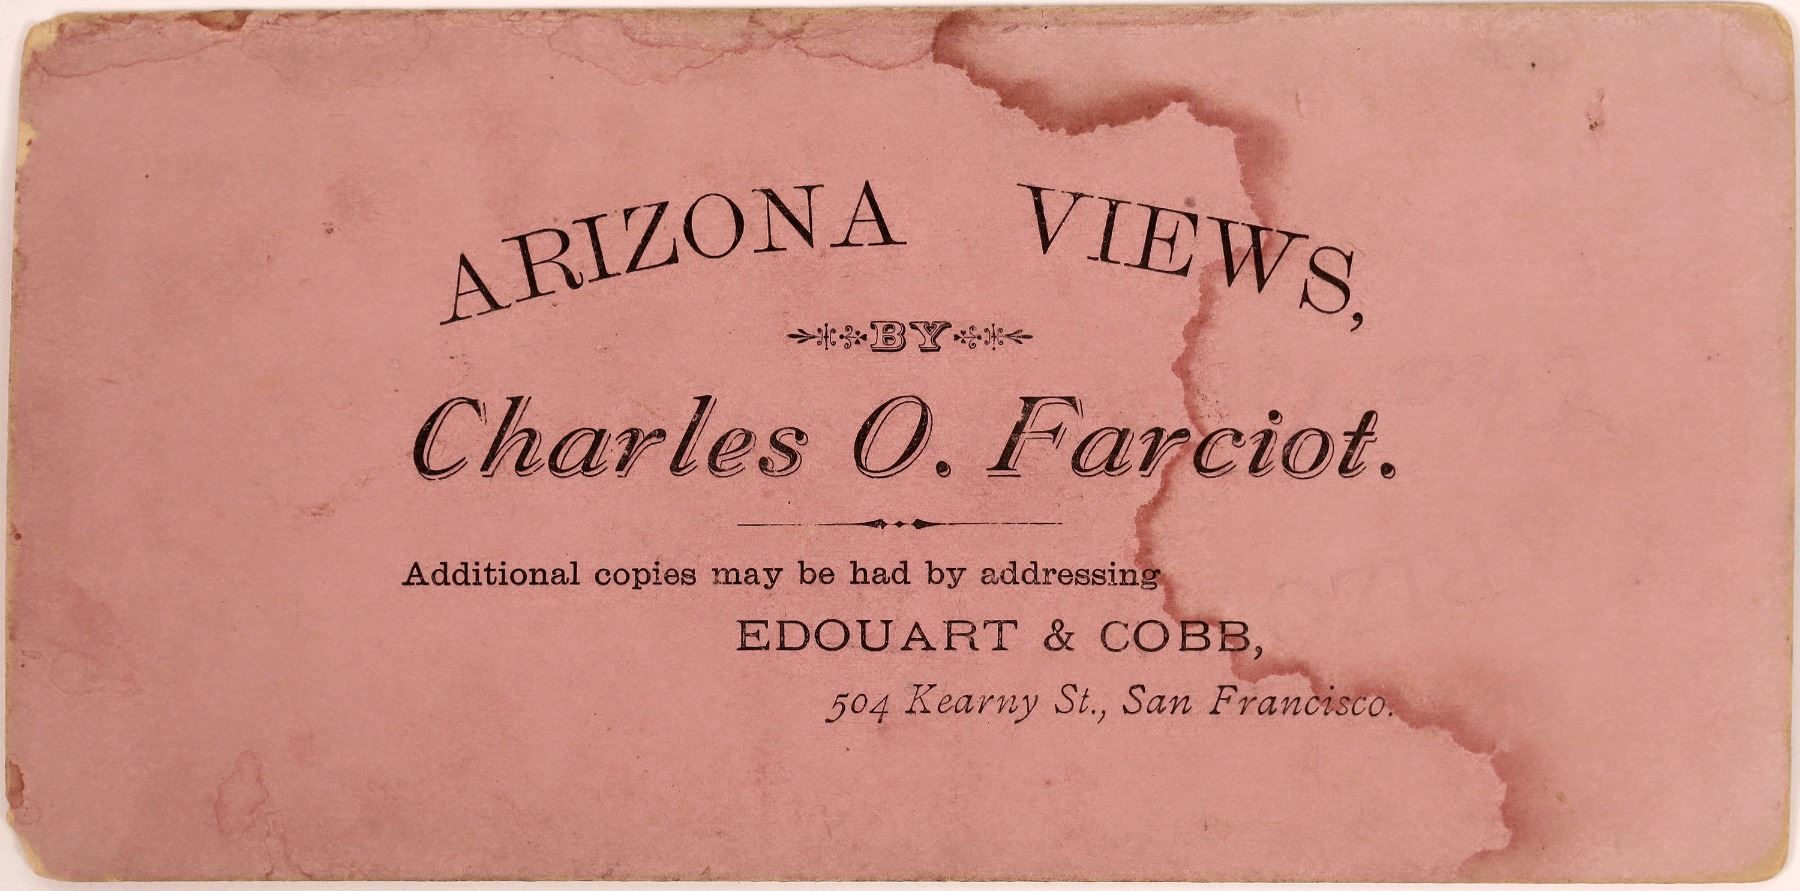 ARIZONA VIEWS,
BY
Charles O. Farciot.
Additional copies may be had by addressing
EDOUART & COBB,
504 Kearny St., San Francisco.